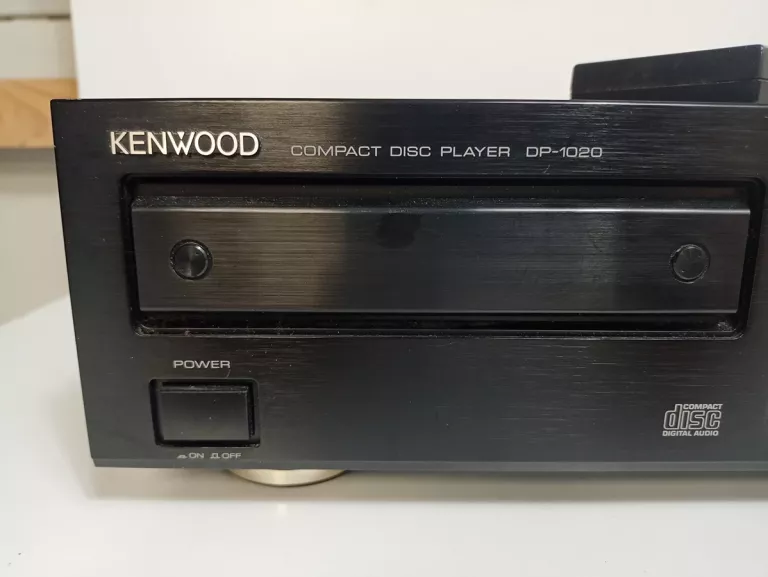 KENWOOD COMPACT DISC PLAYER DP-1020
POWER
ON OFF
COMPACT
disc
DIGITAL AUDIO